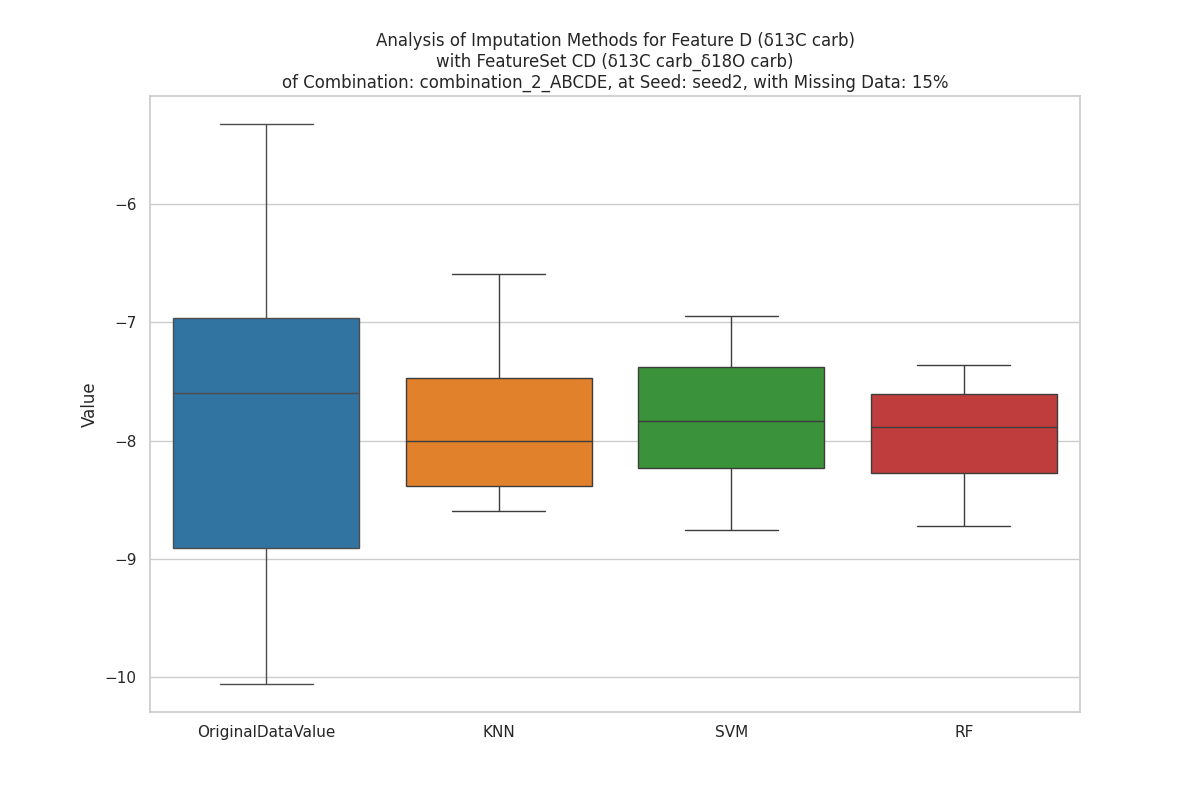 Analysis of Imputation Methods for Feature D (δ13C carb)
with FeatureSet CD (δ13C carb_δ18O carb)
of Combination: combination_2_ABCDE, at Seed: seed2, with Missing Data: 15%
Value
−6
−7
−8
−9
−10
OriginalDataValue
KNN
SVM
RF